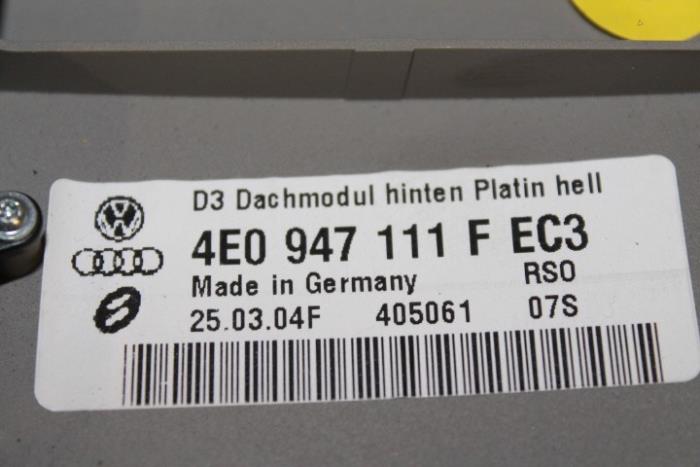 D3 Dachmodul hinten Platin hell
4E0 947 111 F EC3
Made in Germany RSO
25.03.04F 405061 07S